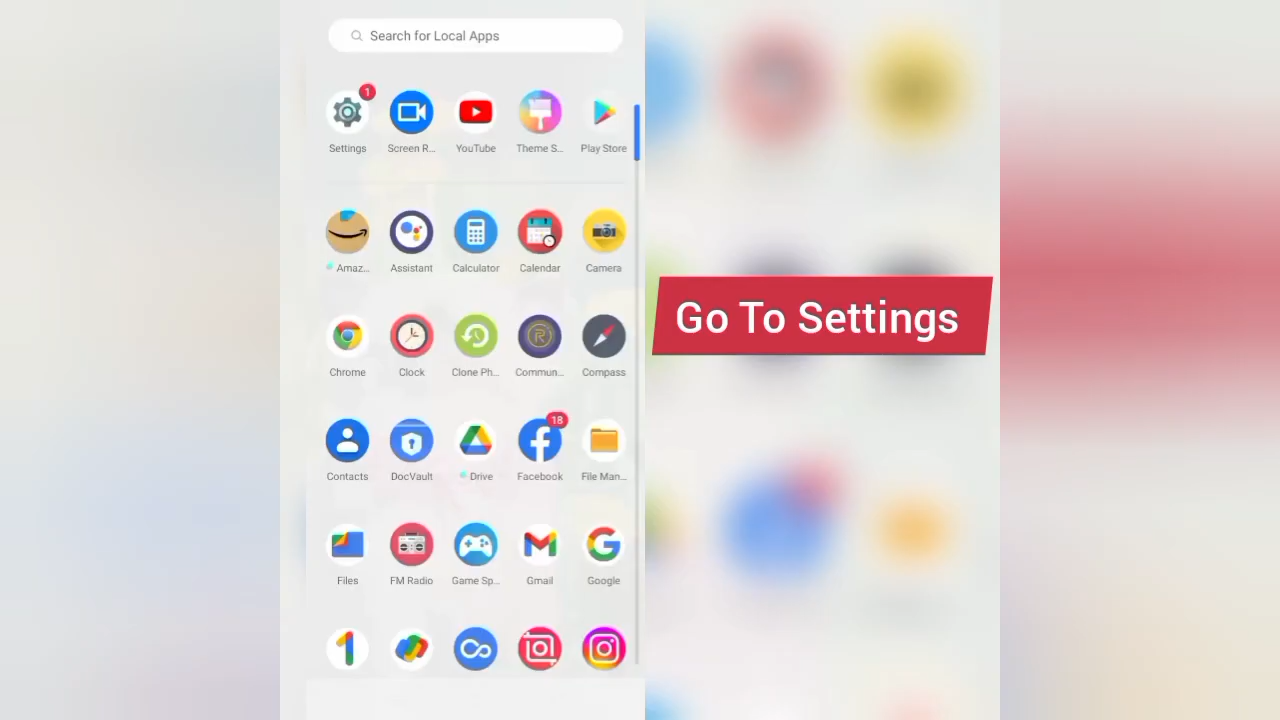 Search for Local Apps
1
Settings
Screen R...
YouTube
Theme S...
Play Store
Amaz...
Assistant
Calculator
Calendar
Camera
Chrome
Clock
Clone Ph...
Commun...
Compass
18
Contacts
DocVault
Drive
Facebook
File Man...
Files
FM Radio
Game Sp...
Gmail
Google
Go To Settings